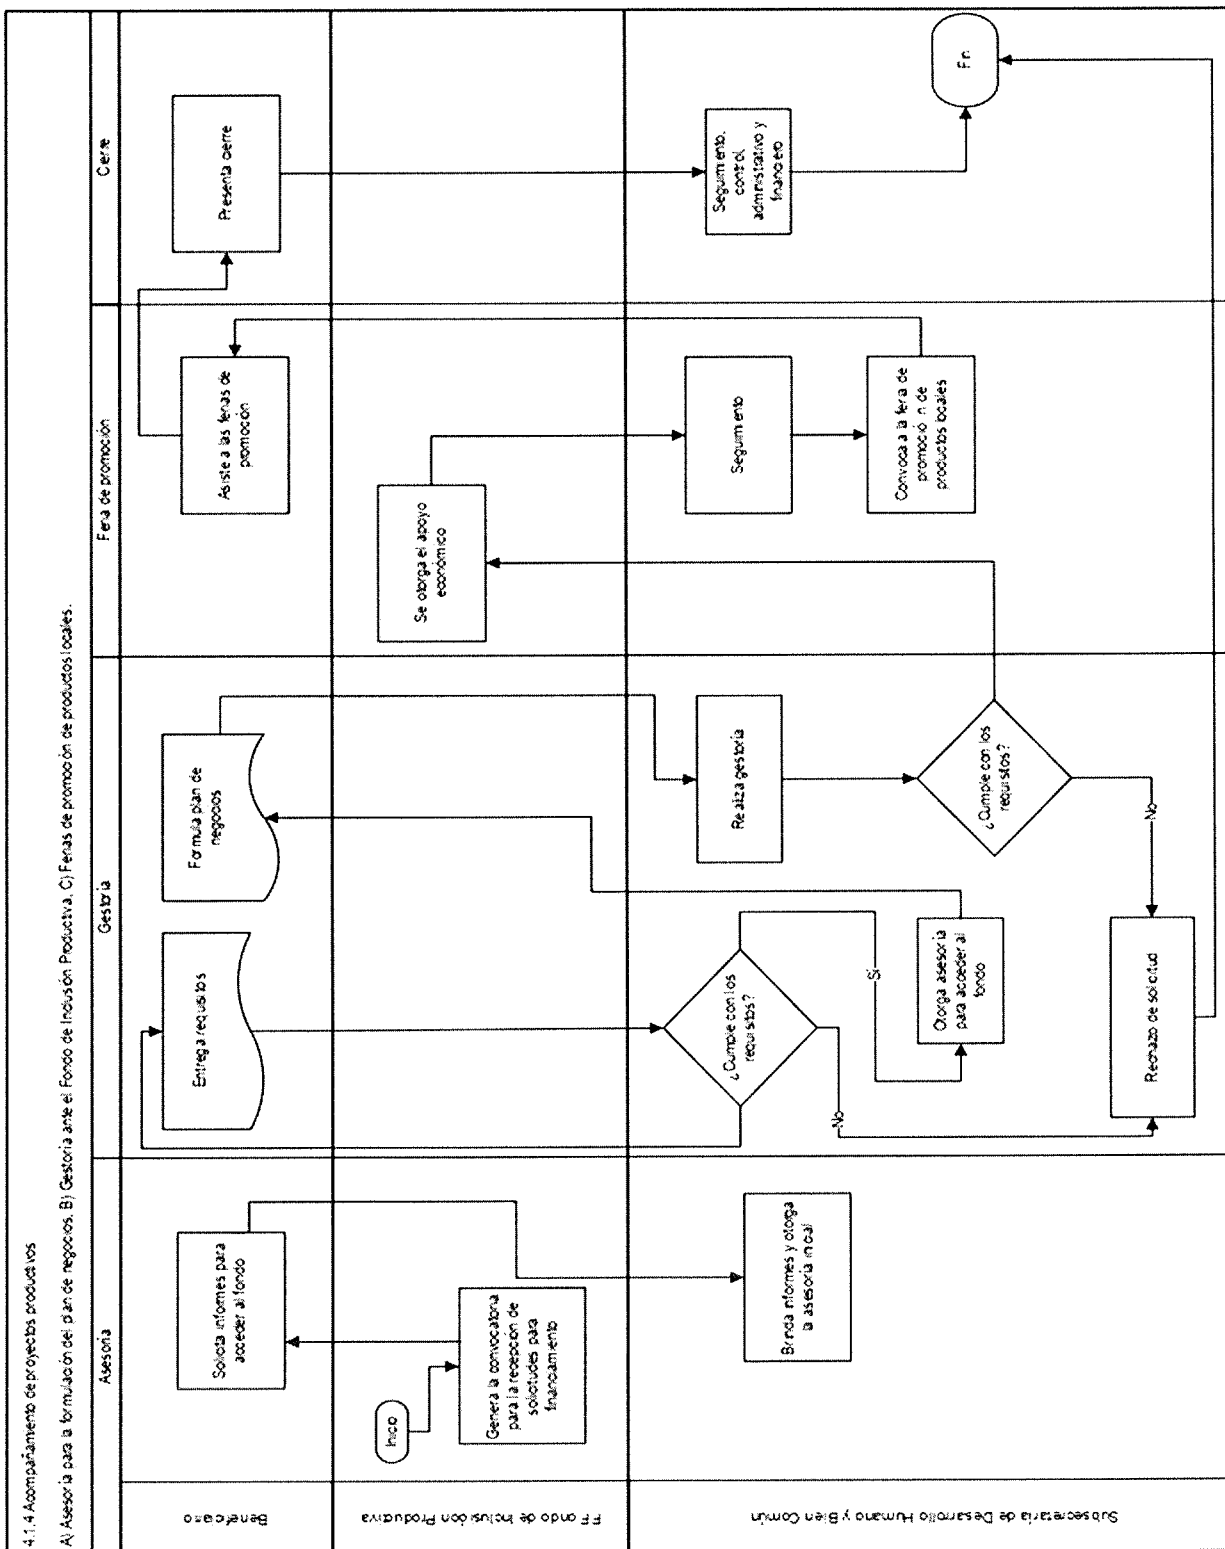 4.1.4 Acompañamiento de proyectos productivos
A) Asesoría para la formulación del plan de negocios. B) Gestoría ante el Fondo de Inclusión Productiva. C) Ferias de promoción de productos locales.
Asesoría
Gestoría
Feria de promoción
Cierre
Beneficiario
Solicita informes para
acceder al fondo
Entrega requisitos
Formula plan de
negocios
Asiste a las ferias de
promoción
Presenta cierre
Fondo de Inclusión Productiva
Inicio
Genera la convocatoria
para la recepción de
solicitudes para
financiamiento
Se otorga el apoyo
económico
Subsecretaría de Desarrollo Humano y Bien Común
Brinda informes y otorga
la asesoría inicial
¿Cumple con los
requisitos?
Sí
No
Otorga asesoría
para acceder al
fondo
Realiza gestoría
¿Cumple con los
requisitos?
No
Rechazo de solicitud
Seguimiento
Convoca a la feria de
promoción de
productos locales
Seguimiento,
control
administrativo y
financiero
Fin